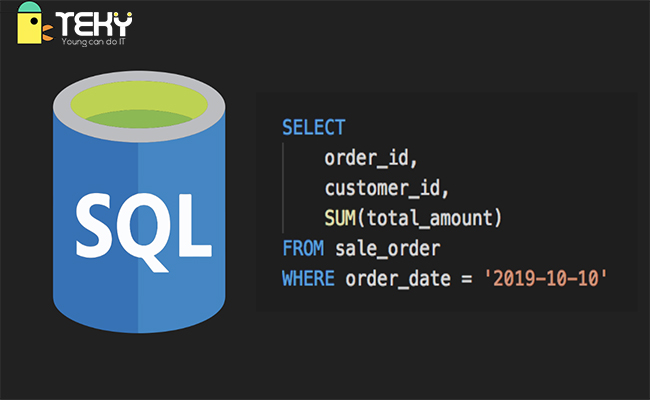 TEKY
Young can do IT
SQL
SELECT
order_id,
customer_id,
SUM(total_amount)
FROM sale_order
WHERE order_date = '2019-10-10'